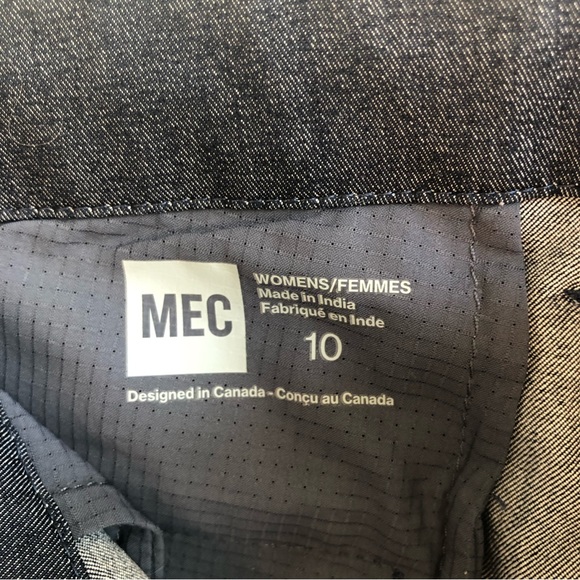 MEC
WOMENS/FEMMES
Made in India
Fabriqué en Inde
10
Designed in Canada - Conçu au Canada